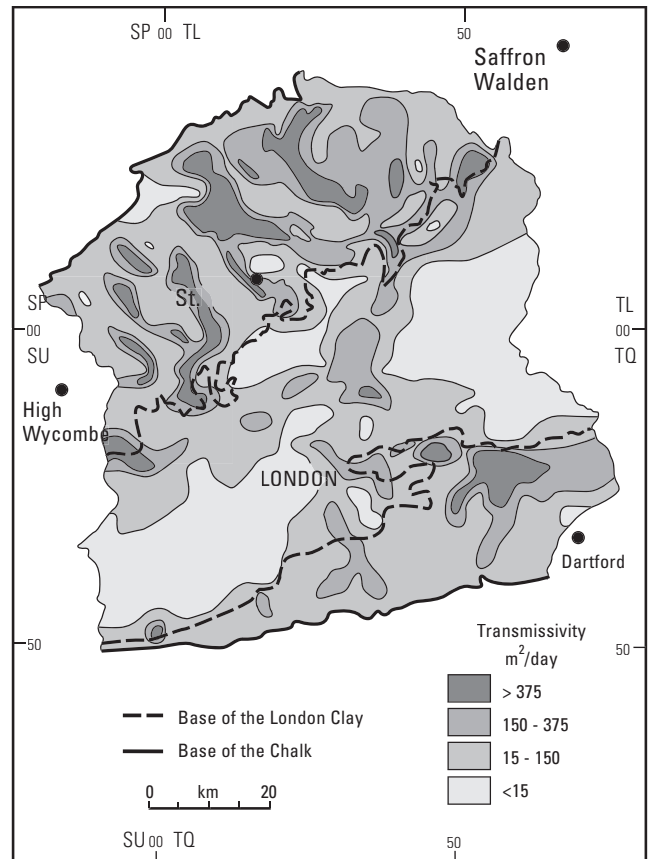 SP 00 TL
50
Saffron
Walden
St.
SP
00
SU
TL
00
TQ
High
Wycombe
LONDON
Dartford
50
50
Transmissivity
m²/day
> 375
150 - 375
15 - 150
<15
Base of the London Clay
Base of the Chalk
0 km 20
SU 00 TQ
50